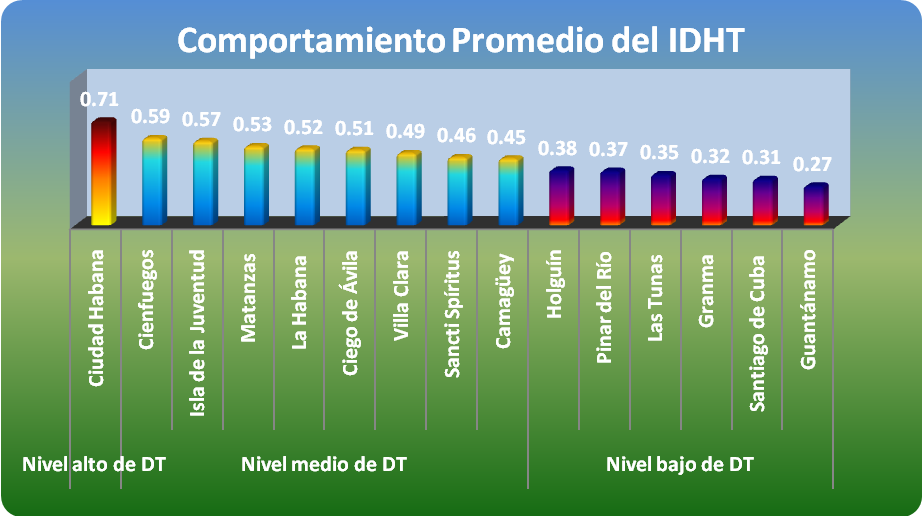 Comportamiento Promedio del IDHT
0.71
0.59
0.57
0.53
0.52
0.51
0.49
0.46
0.45
0.38
0.37
0.35
0.32
0.31
0.27
Ciudad Habana
Cienfuegos
Isla de la Juventud
Matanzas
La Habana
Ciego de Ávila
Villa Clara
Sancti Spíritus
Camagüey
Holguín
Pinar del Río
Las Tunas
Granma
Santiago de Cuba
Guantánamo
Nivel alto de DT
Nivel medio de DT
Nivel bajo de DT